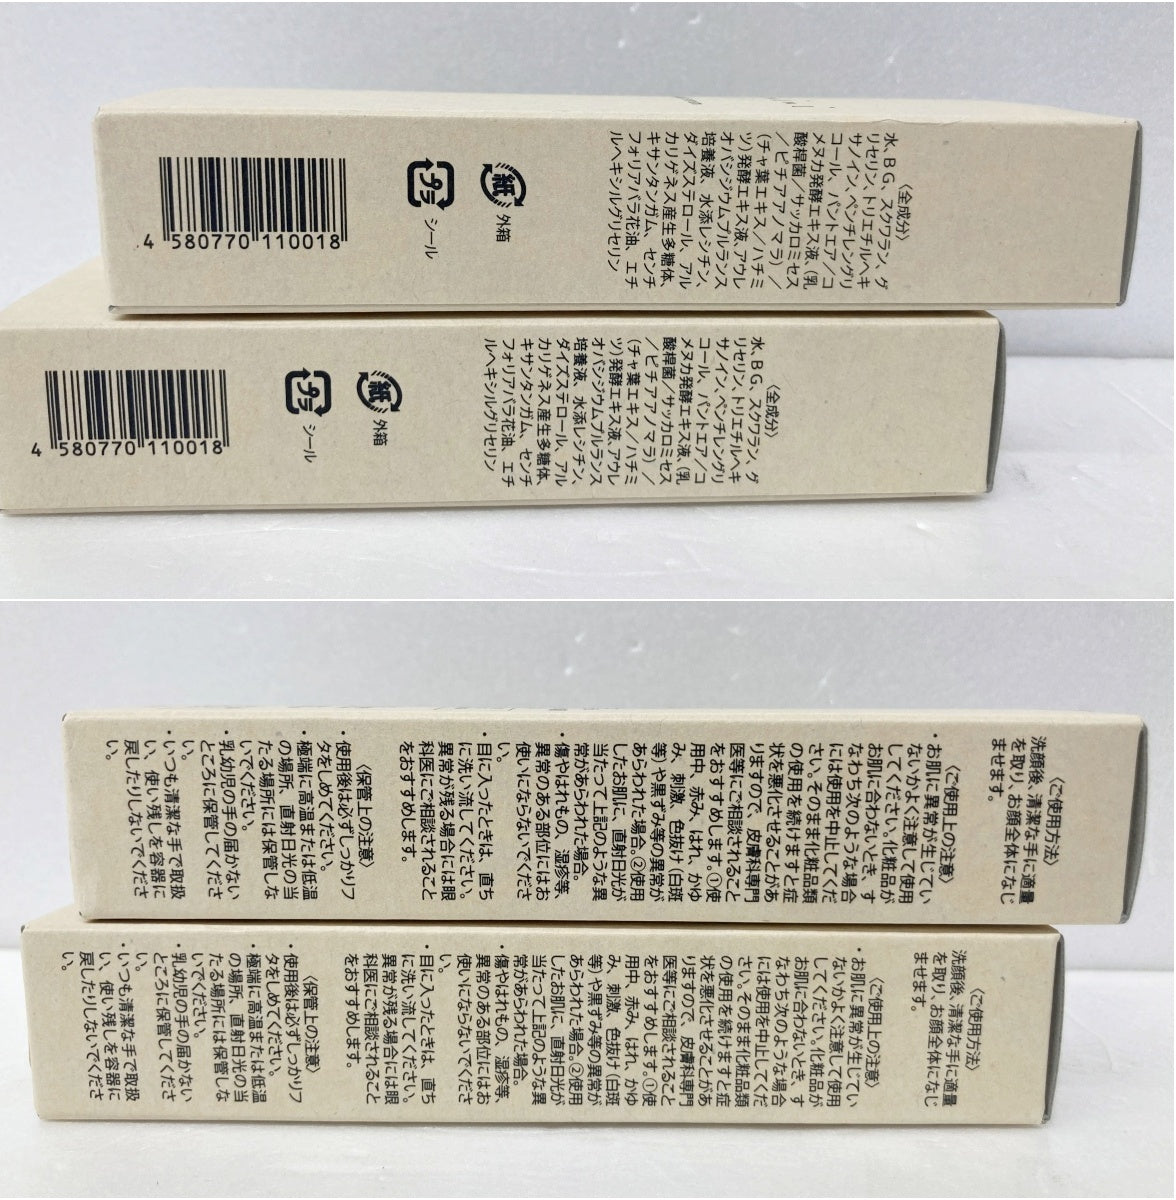 〈全成分〉
水、BG、スクワラン、グ
リセリン、トリエチルヘキ
サノイン、ペンチレングリ
コール、パントエア／コ
メヌカ発酵エキス液、(乳
酸桿菌／サッカロミセス
／ピチアアノマラ)／
(チャ葉エキス／ハチミ
ツ)発酵エキス液、アウレ
オバシジウムプルランス
培養液、水添レシチン、
ダイズステロール、アル
カリゲネス産生多糖体、
キサンタンガム、センチ
フォリアバラ花油、エチ
ルヘキシルグリセリン
紙
外箱
プラ
シール
4 580770 110018
〈全成分〉
水、BG、スクワラン、グ
リセリン、トリエチルヘキ
サノイン、ペンチレングリ
コール、パントエア／コ
メヌカ発酵エキス液、(乳
酸桿菌／サッカロミセス
／ピチアアノマラ)／
(チャ葉エキス／ハチミ
ツ)発酵エキス液、アウレ
オバシジウムプルランス
培養液、水添レシチン、
ダイズステロール、アル
カリゲネス産生多糖体、
キサンタンガム、センチ
フォリアバラ花油、エチ
ルヘキシルグリセリン
紙
外箱
プラ
シール
4 580770 110018
〈ご使用方法〉
洗顔後、清潔な手に適量
を取り、お顔全体になじ
ませます。
〈ご使用上の注意〉
・お肌に異常が生じてい
ないかよく注意して使用
してください。化粧品が
お肌に合わないとき、す
なわち次のような場合
には使用を中止してくだ
さい。そのまま化粧品類
の使用を続けますと症
状を悪化させることがあ
りますので、皮膚科専門
医等にご相談されること
をおすすめします。①使
用中、赤み、はれ、かゆ
み、刺激、色抜け(白斑
等)や黒ずみ等の異常が
あらわれた場合。②使用
したお肌に、直射日光が
当たって上記のような異
常があらわれた場合。
・傷やはれもの、湿疹等、
異常のある部位にはお
使いにならないでくださ
い。
・目に入ったときは、直ち
に洗い流してください。
異常が残る場合には眼
科医にご相談されること
をおすすめします。
〈保管上の注意〉
・使用後は必ずしっかりフ
タをしめてください。
・極端に高温または低温
の場所、直射日光の当
たる場所には保管しな
いでください。
・乳幼児の手の届かない
ところに保管してくださ
い。
・いつも清潔な手で取扱
い、使い残しを容器に
戻したりしないでくださ
い。
〈ご使用方法〉
洗顔後、清潔な手に適量
を取り、お顔全体になじ
ませます。
〈ご使用上の注意〉
・お肌に異常が生じてい
ないかよく注意して使用
してください。化粧品が
お肌に合わないとき、す
なわち次のような場合
には使用を中止してくだ
さい。そのまま化粧品類
の使用を続けますと症
状を悪化させることがあ
りますので、皮膚科専門
医等にご相談されること
をおすすめします。①使
用中、赤み、はれ、かゆ
み、刺激、色抜け(白斑
等)や黒ずみ等の異常が
あらわれた場合。②使用
したお肌に、直射日光が
当たって上記のような異
常があらわれた場合。
・傷やはれもの、湿疹等、
異常のある部位にはお
使いにならないでくださ
い。
・目に入ったときは、直ち
に洗い流してください。
異常が残る場合には眼
科医にご相談されること
をおすすめします。
〈保管上の注意〉
・使用後は必ずしっかりフ
タをしめてください。
・極端に高温または低温
の場所、直射日光の当
たる場所には保管しな
いでください。
・乳幼児の手の届かない
ところに保管してくださ
い。
・いつも清潔な手で取扱
い、使い残しを容器に
戻したりしないでくださ
い。